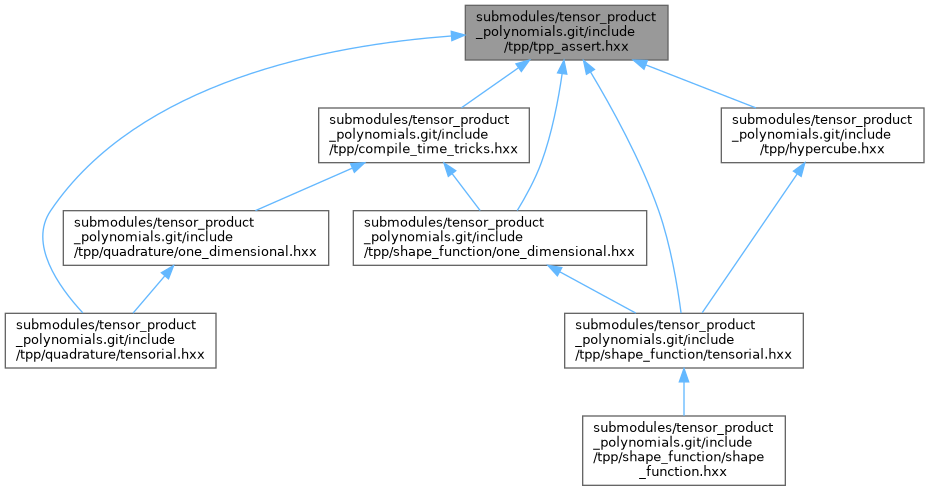 submodules/tensor_product
_polynomials.git/include
/tpp/tpp_assert.hxx
submodules/tensor_product
_polynomials.git/include
/tpp/compile_time_tricks.hxx
submodules/tensor_product
_polynomials.git/include
/tpp/hypercube.hxx
submodules/tensor_product
_polynomials.git/include
/tpp/quadrature/one_dimensional.hxx
submodules/tensor_product
_polynomials.git/include
/tpp/shape_function/one_dimensional.hxx
submodules/tensor_product
_polynomials.git/include
/tpp/quadrature/tensorial.hxx
submodules/tensor_product
_polynomials.git/include
/tpp/shape_function/tensorial.hxx
submodules/tensor_product
_polynomials.git/include
/tpp/shape_function/shape
_function.hxx